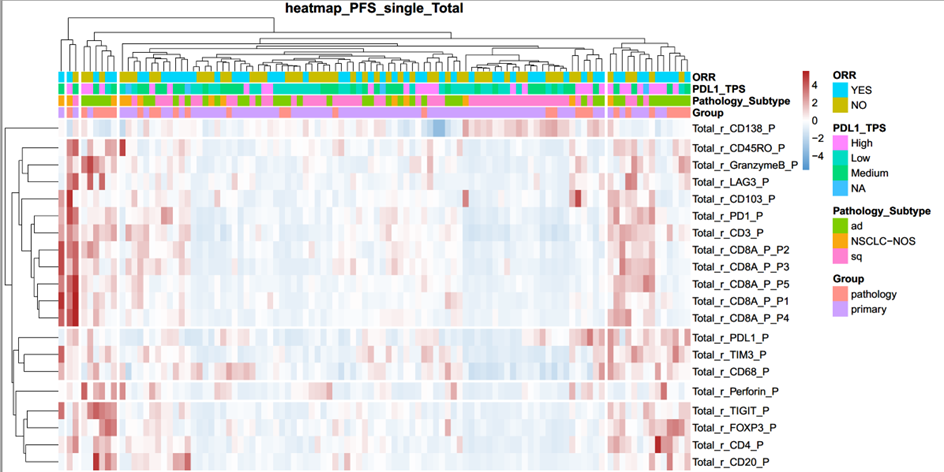 heatmap_PFS_single_Total
ORR
PDL1_TPS
Pathology_Subtype
Group
Total_r_CD138_P
Total_r_CD45RO_P
Total_r_GranzymeB_P
Total_r_LAG3_P
Total_r_CD103_P
Total_r_PD1_P
Total_r_CD3_P
Total_r_CD8A_P_P2
Total_r_CD8A_P_P3
Total_r_CD8A_P_P5
Total_r_CD8A_P_P1
Total_r_CD8A_P_P4
Total_r_PDL1_P
Total_r_TIM3_P
Total_r_CD68_P
Total_r_Perforin_P
Total_r_TIGIT_P
Total_r_FOXP3_P
Total_r_CD4_P
Total_r_CD20_P
4
2
0
−2
−4
ORR
YES
NO
PDL1_TPS
High
Low
Medium
NA
Pathology_Subtype
ad
NSCLC−NOS
sq
Group
pathology
primary